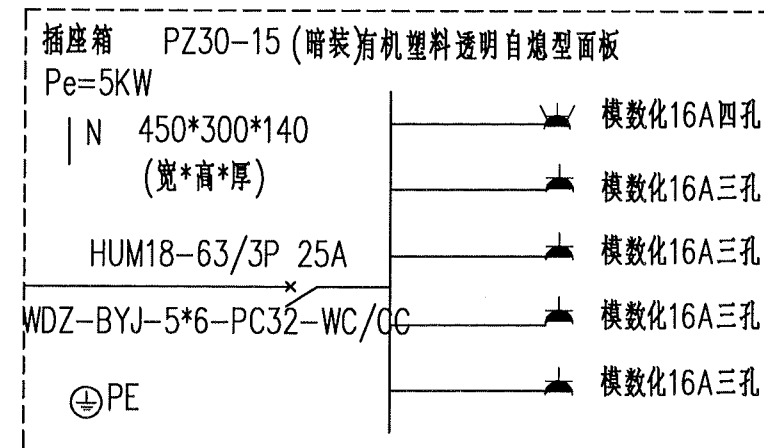 插座箱 PZ30-15 (暗装)有机塑料透明自熄型面板
Pe=5KW
N 450*300*140
(宽*高*厚)
HUM18-63/3P 25A
WDZ-BYJ-5*6-PC32-WC/CC
PE
模数化16A四孔
模数化16A三孔
模数化16A三孔
模数化16A三孔
模数化16A三孔